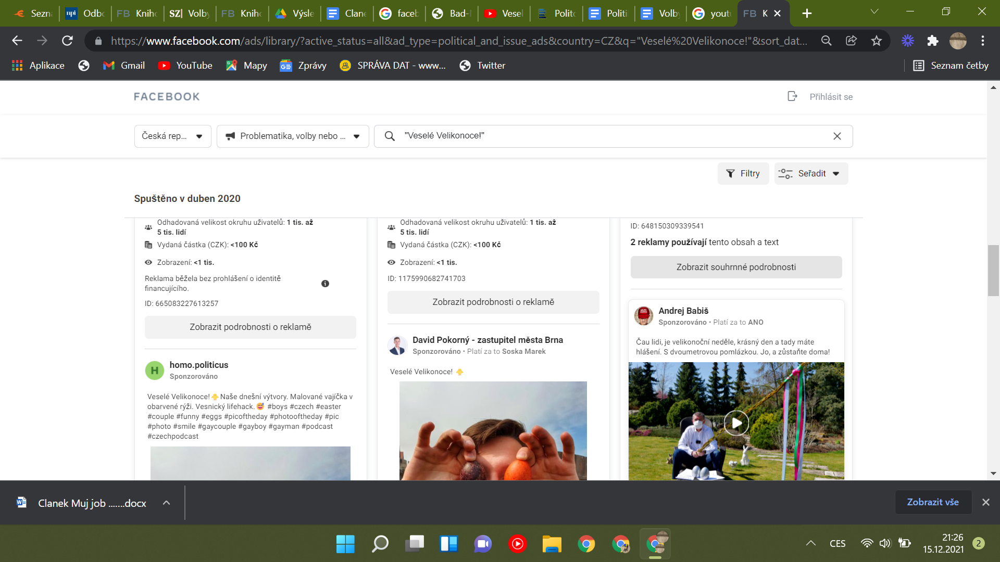 Sezn
Odbo
FB Kniho
SZ| Volby
FB Kniho
Výsle
Clane
faceb
Bad-
Vesel
Polito
Politi
Volby
yout
FB K
https://www.facebook.com/ads/library/?active_status=all&ad_type=political_and_issue_ads&country=CZ&q="Veselé%20Velikonoce!"&sort_dat...
Aplikace
Gmail
YouTube
Mapy
Zprávy
SPRÁVA DAT - www...
Twitter
Seznam četby
FACEBOOK
Přihlásit se
Česká rep...
Problematika, volby nebo ...
"Veselé Velikonoce!"
Filtry
Seřadit
Spuštěno v duben 2020
Odhadovaná velikost okruhu uživatelů: 1 tis. až
5 tis. lidí
Vydaná částka (CZK): <100 Kč
Zobrazení: <1 tis.
Reklama běžela bez prohlášení o identitě
financujícího.
ID: 665083227613257
Zobrazit podrobnosti o reklamě
H
homo.politicus
Sponzorováno
Veselé Velikonoce!🐥Naše dnešní výtvory. Malované vajíčka v
obarvené rýži. Vesnický lifehack.😅 #boys #czech #easter
#couple #funny #eggs #picoftheday #photooftheday #pic
#photo #smile #gaycouple #gayboy #gayman #podcast
#czechpodcast
Odhadovaná velikost okruhu uživatelů: 1 tis. až
5 tis. lidí
Vydaná částka (CZK): <100 Kč
Zobrazení: <1 tis.
ID: 1175990682741703
Zobrazit podrobnosti o reklamě
David Pokorný - zastupitel města Brna
Sponzorováno • Platí za to Soska Marek
Veselé Velikonoce! 🐥
ID: 648150309339541
2 reklamy používají tento obsah a text
Zobrazit souhrnné podrobnosti
Andrej Babiš
Sponzorováno • Platí za to ANO
Čau lidi, je velikonoční neděle, krásný den a tady máte
hlášení. S dvoumetrovou pomlázkou. Jo, a zůstaňte doma!
Clanek Muj job .......docx
Zobrazit vše
CES
21:26
15.12.2021
2